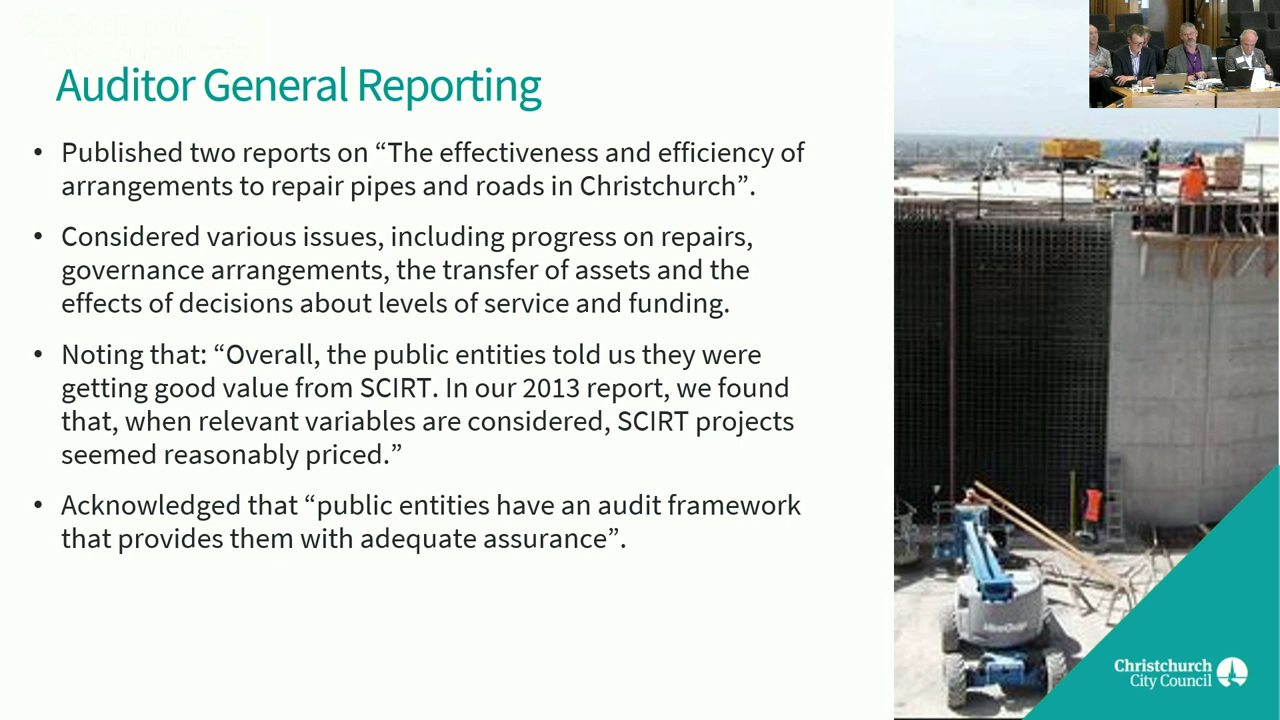 Auditor General Reporting
• Published two reports on “The effectiveness and efficiency of
arrangements to repair pipes and roads in Christchurch”.
• Considered various issues, including progress on repairs,
governance arrangements, the transfer of assets and the
effects of decisions about levels of service and funding.
• Noting that: “Overall, the public entities told us they were
getting good value from SCIRT. In our 2013 report, we found
that, when relevant variables are considered, SCIRT projects
seemed reasonably priced.”
• Acknowledged that “public entities have an audit framework
that provides them with adequate assurance”.
Christchurch
City Council